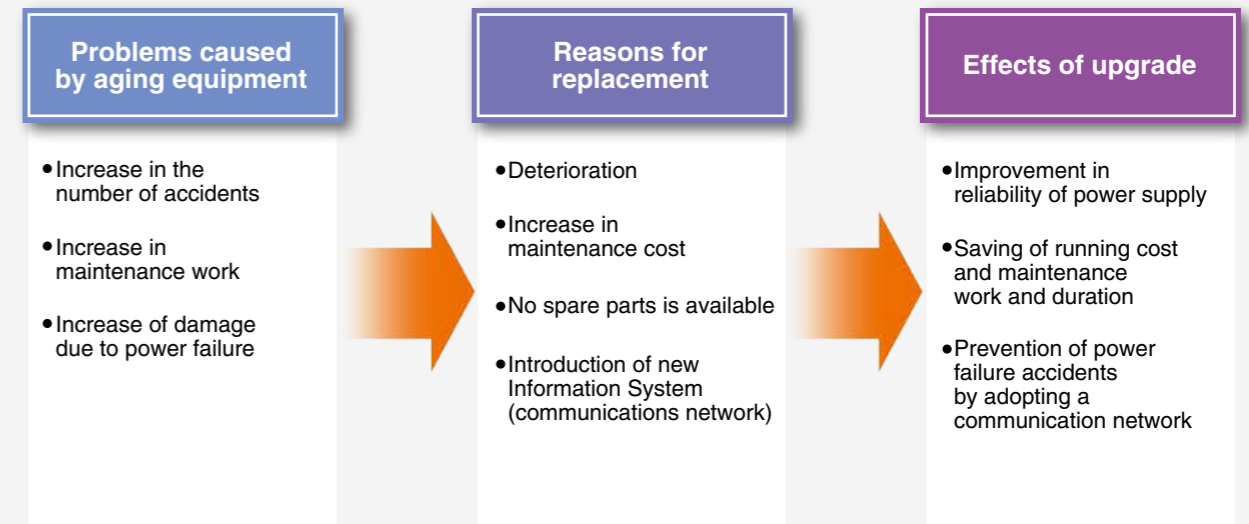 Problems caused
by aging equipment
•Increase in the
number of accidents
•Increase in
maintenance work
•Increase of damage
due to power failure
Reasons for
replacement
•Deterioration
•Increase in
maintenance cost
•No spare parts is available
•Introduction of new
Information System
(communications network)
Effects of upgrade
•Improvement in
reliability of power supply
•Saving of running cost
and maintenance
work and duration
•Prevention of power
failure accidents
by adopting a
communication network